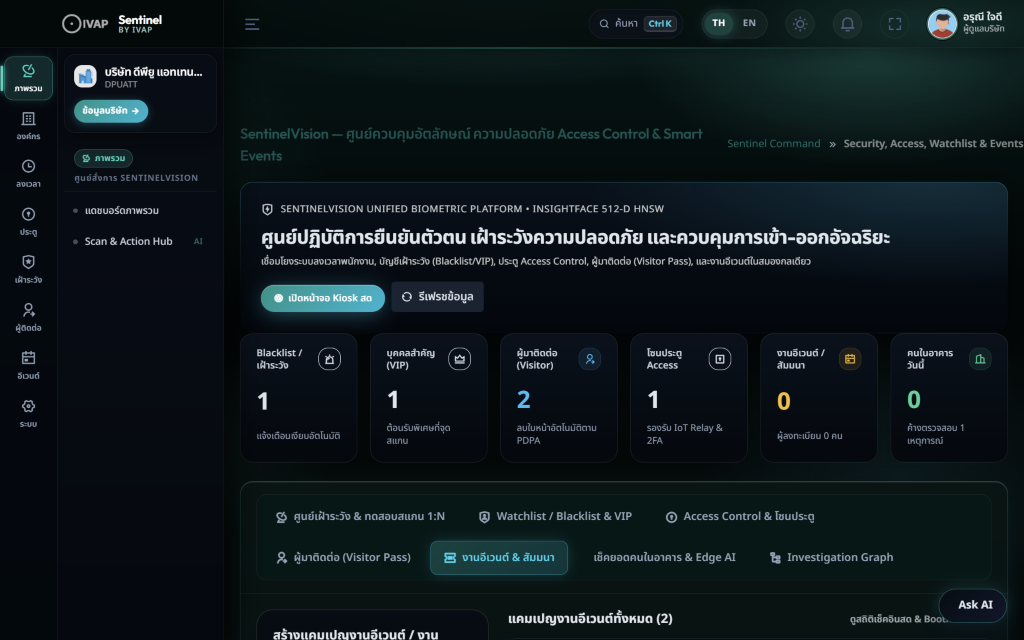 IVAP
Sentinel
BY IVAP
ค้นหา Ctrl K
TH EN
อรุณี ใจดี
ผู้ดูแลบริษัท
ภาพรวม
องค์กร
ลงเวลา
ประตู
เฝ้าระวัง
ผู้ติดต่อ
อีเวนต์
ระบบ
บริษัท ดีพียู แอทเทน...
DPUATT
ข้อมูลบริษัท →
ภาพรวม
ศูนย์สั่งการ SENTINELVISION
แดชบอร์ดภาพรวม
Scan & Action Hub AI
SentinelVision — ศูนย์ควบคุมอัตลักษณ์ ความปลอดภัย Access Control & Smart
Events
Sentinel Command » Security, Access, Watchlist & Events
SENTINELVISION UNIFIED BIOMETRIC PLATFORM • INSIGHTFACE 512-D HNSW
ศูนย์ปฏิบัติการยืนยันตัวตน เฝ้าระวังความปลอดภัย และควบคุมการเข้า-ออกอัจฉริยะ
เชื่อมโยงระบบลงเวลาพนักงาน, บัญชีเฝ้าระวัง (Blacklist/VIP), ประตู Access Control, ผู้มาติดต่อ (Visitor Pass), และงานอีเวนต์ในสมองกลเดียว
เปิดหน้าจอ Kiosk สด
รีเฟรชข้อมูล
Blacklist /
เฝ้าระวัง
1
แจ้งเตือนเงียบอัตโนมัติ
บุคคลสำคัญ
(VIP)
1
ต้อนรับพิเศษที่จุด
สแกน
ผู้มาติดต่อ
(Visitor)
2
ลบใบหน้าอัตโนมัติตาม
PDPA
โซนประตู
Access
1
รองรับ IoT Relay &
2FA
งานอีเวนต์ /
สัมมนา
0
ผู้ลงทะเบียน 0 คน
คนในอาคาร
วันนี้
0
ค้างตรวจสอบ 1
เหตุการณ์
ศูนย์เฝ้าระวัง & ทดสอบสแกน 1:N
Watchlist / Blacklist & VIP
Access Control & โซนประตู
ผู้มาติดต่อ (Visitor Pass)
งานอีเวนต์ & สัมมนา
เช็คยอดคนในอาคาร & Edge AI
Investigation Graph
สร้างแคมเปญงานอีเวนต์ / งาน
แคมเปญงานอีเวนต์ทั้งหมด (2)
ดูสถิติเช็คอินสด &
Ask AI